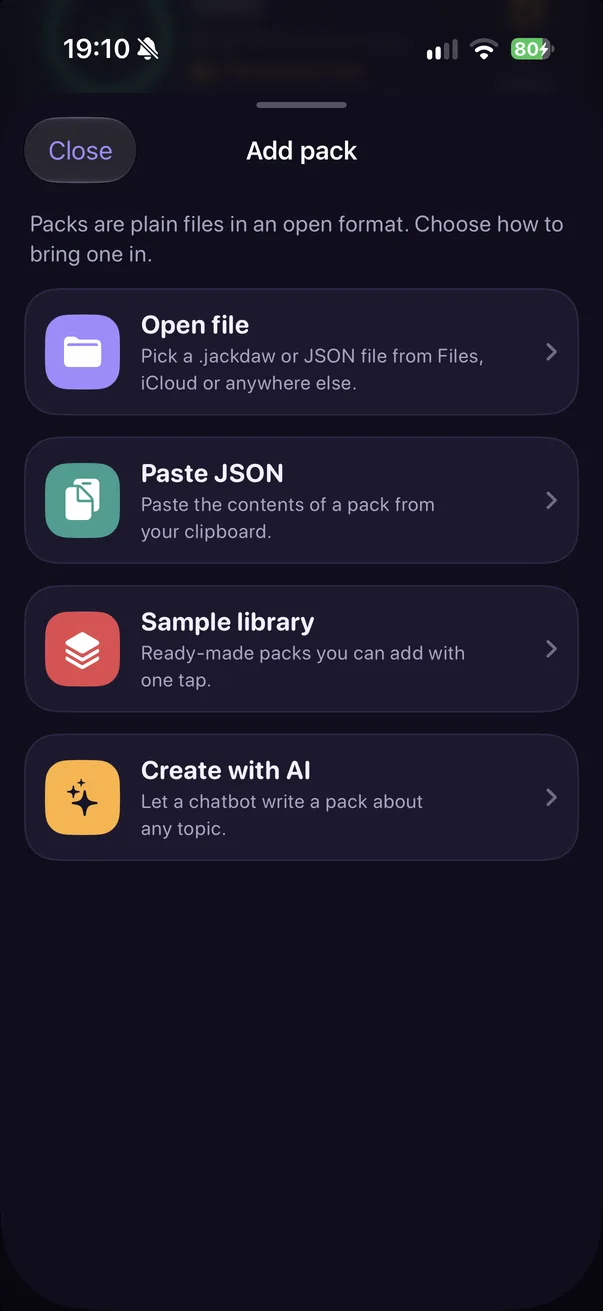 19:10
80
Close
Add pack
Packs are plain files in an open format. Choose how to
bring one in.
Open file
Pick a .jackdaw or JSON file from Files,
iCloud or anywhere else.
Paste JSON
Paste the contents of a pack from
your clipboard.
Sample library
Ready-made packs you can add with
one tap.
Create with AI
Let a chatbot write a pack about
any topic.